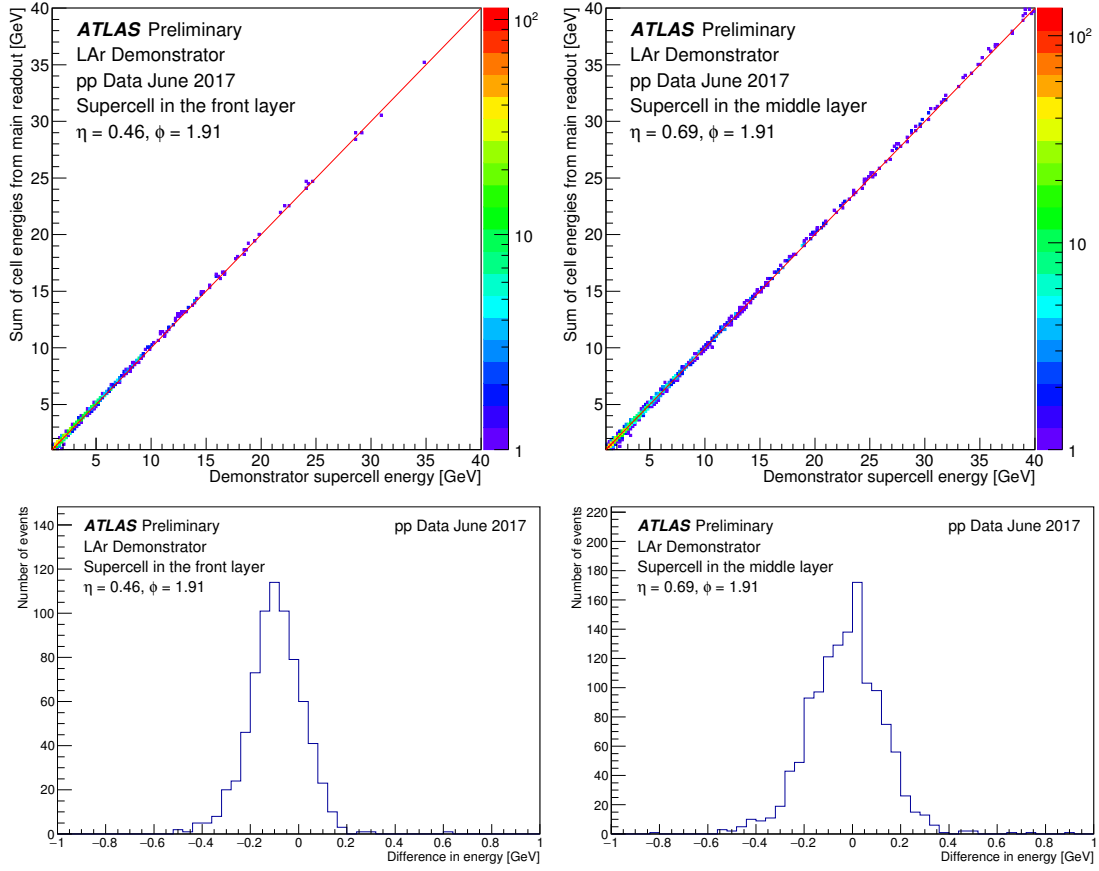 Sum of cell energies from main readout [GeV]
40
35
30
25
20
15
10
5
ATLAS Preliminary
LAr Demonstrator
pp Data June 2017
Supercell in the front layer
η = 0.46, ϕ = 1.91
10²
10
1
5 10 15 20 25 30 35 40
Demonstrator supercell energy [GeV]
Sum of cell energies from main readout [GeV]
40
35
30
25
20
15
10
5
ATLAS Preliminary
LAr Demonstrator
pp Data June 2017
Supercell in the middle layer
η = 0.69, ϕ = 1.91
10²
10
1
5 10 15 20 25 30 35 40
Demonstrator supercell energy [GeV]
Number of events
140
120
100
80
60
40
20
0
ATLAS Preliminary pp Data June 2017
LAr Demonstrator
Supercell in the front layer
η = 0.46, ϕ = 1.91
−1 −0.8 −0.6 −0.4 −0.2 0 0.2 0.4 0.6 0.8 1
Difference in energy [GeV]
Number of events
220
200
180
160
140
120
100
80
60
40
20
0
ATLAS Preliminary pp Data June 2017
LAr Demonstrator
Supercell in the middle layer
η = 0.69, ϕ = 1.91
−1 −0.8 −0.6 −0.4 −0.2 0 0.2 0.4 0.6 0.8 1
Difference in energy [GeV]